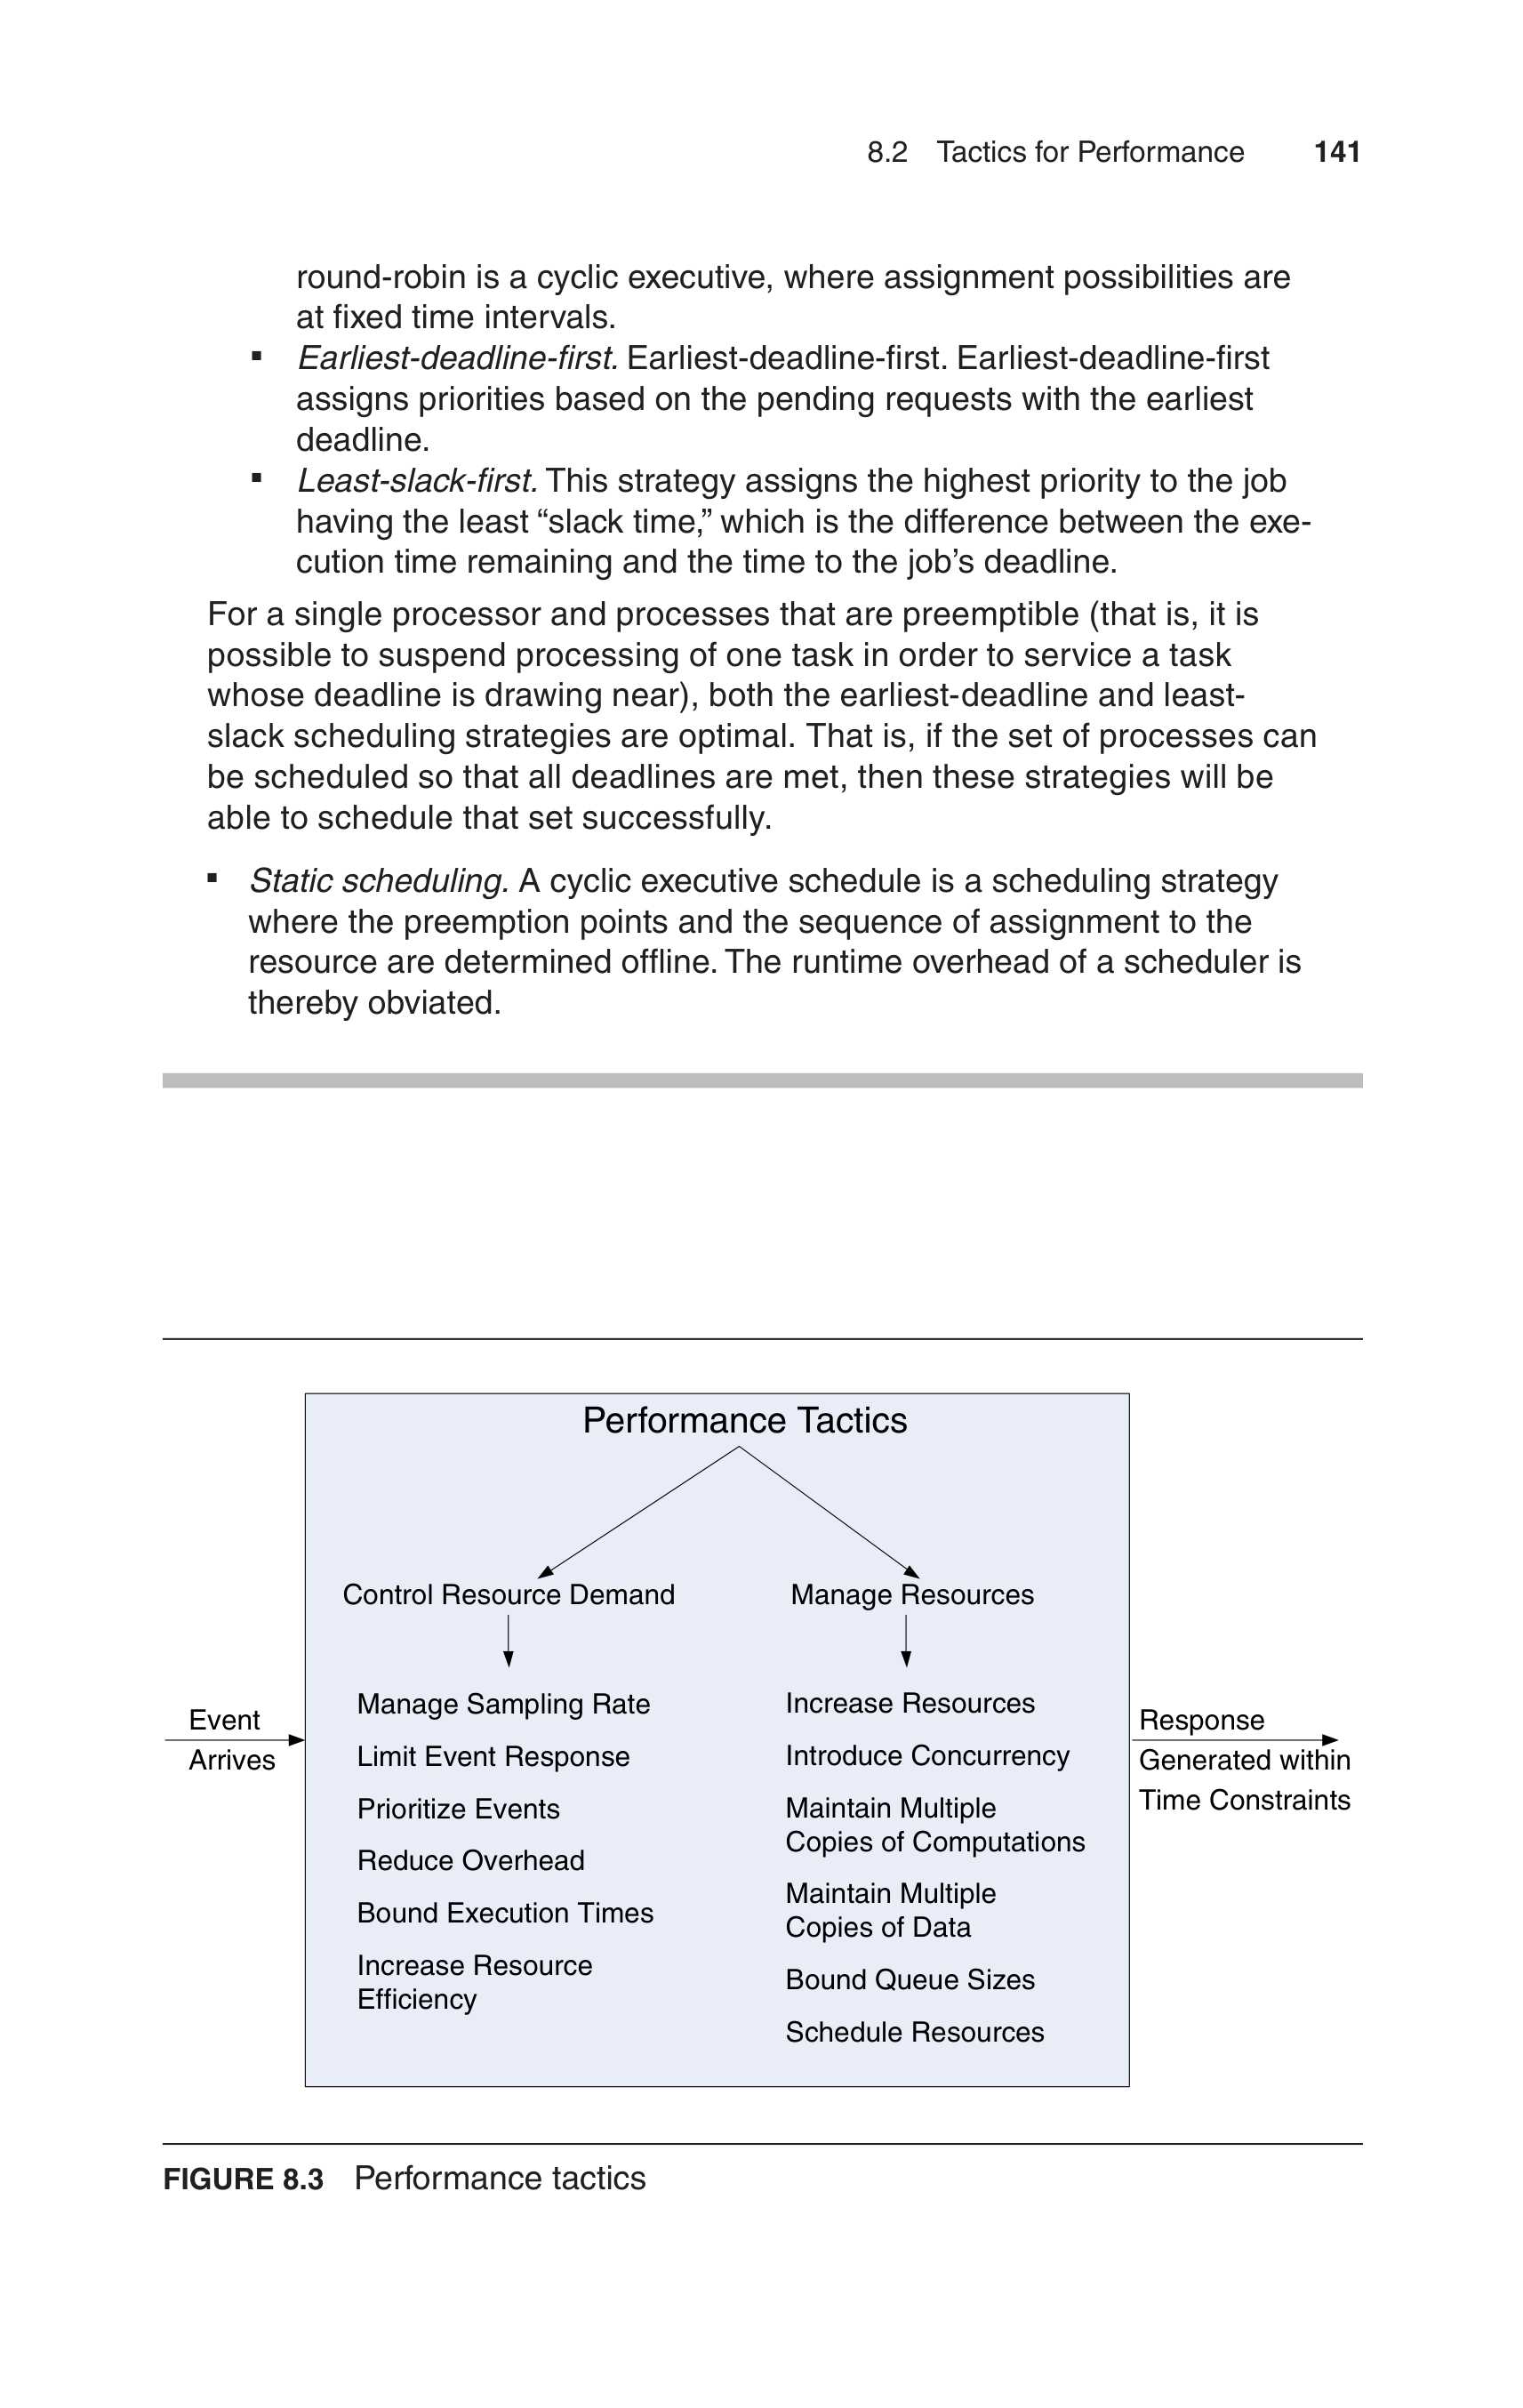 8.2 Tactics for Performance 141
round-robin is a cyclic executive, where assignment possibilities are
at fixed time intervals.
▪ Earliest-deadline-first. Earliest-deadline-first. Earliest-deadline-first
assigns priorities based on the pending requests with the earliest
deadline.
▪ Least-slack-first. This strategy assigns the highest priority to the job
having the least “slack time,” which is the difference between the exe-
cution time remaining and the time to the job’s deadline.
For a single processor and processes that are preemptible (that is, it is
possible to suspend processing of one task in order to service a task
whose deadline is drawing near), both the earliest-deadline and least-
slack scheduling strategies are optimal. That is, if the set of processes can
be scheduled so that all deadlines are met, then these strategies will be
able to schedule that set successfully.
▪ Static scheduling. A cyclic executive schedule is a scheduling strategy
where the preemption points and the sequence of assignment to the
resource are determined offline. The runtime overhead of a scheduler is
thereby obviated.
Performance Tactics
Control Resource Demand
Manage Sampling Rate
Limit Event Response
Prioritize Events
Reduce Overhead
Bound Execution Times
Increase Resource
Efficiency
Manage Resources
Increase Resources
Introduce Concurrency
Maintain Multiple
Copies of Computations
Maintain Multiple
Copies of Data
Bound Queue Sizes
Schedule Resources
Event
Arrives
Response
Generated within
Time Constraints
FIGURE 8.3 Performance tactics